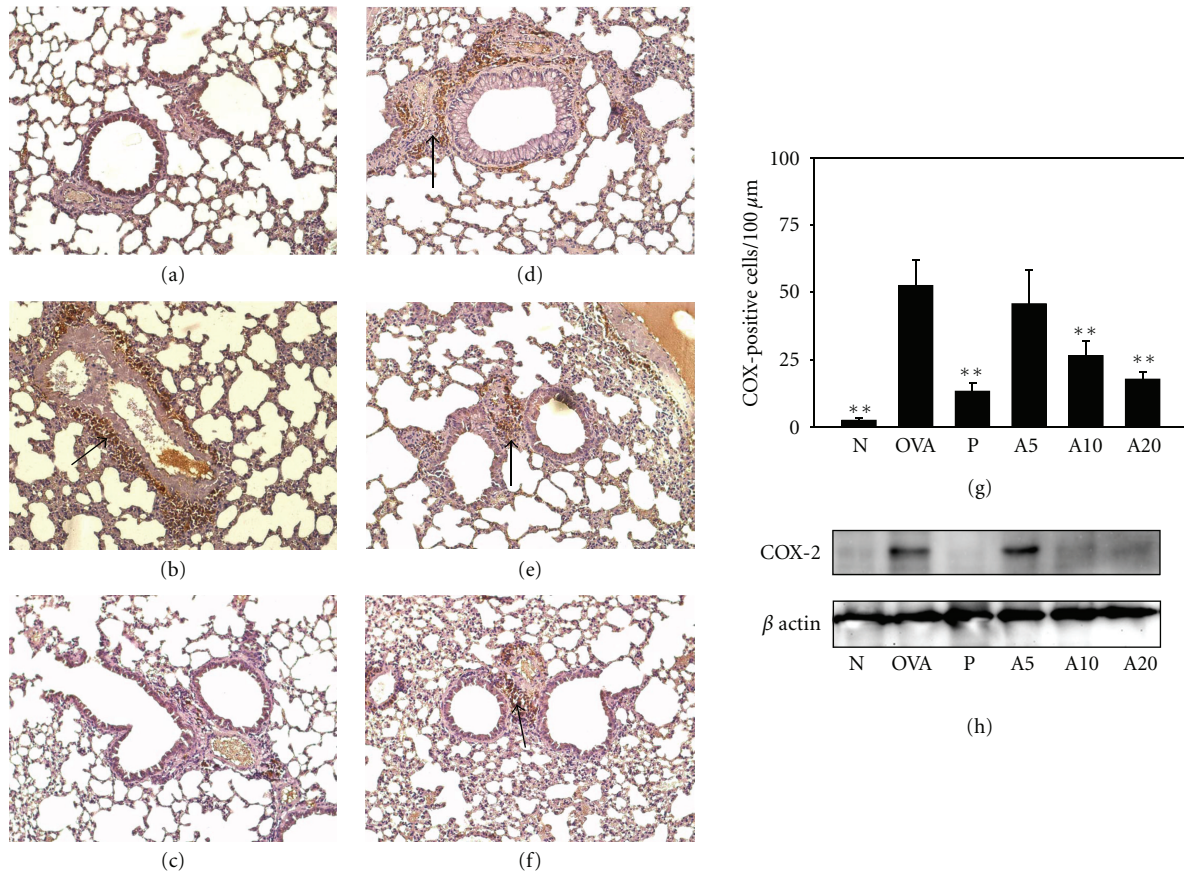 (a)
(b)
(c)
(d)
(e)
(f)
100
75
50
25
0
COX-positive cells/100 μm
**
**
**
**
N OVA P A5 A10 A20
(g)
COX-2
β actin
N OVA P A5 A10 A20
(h)